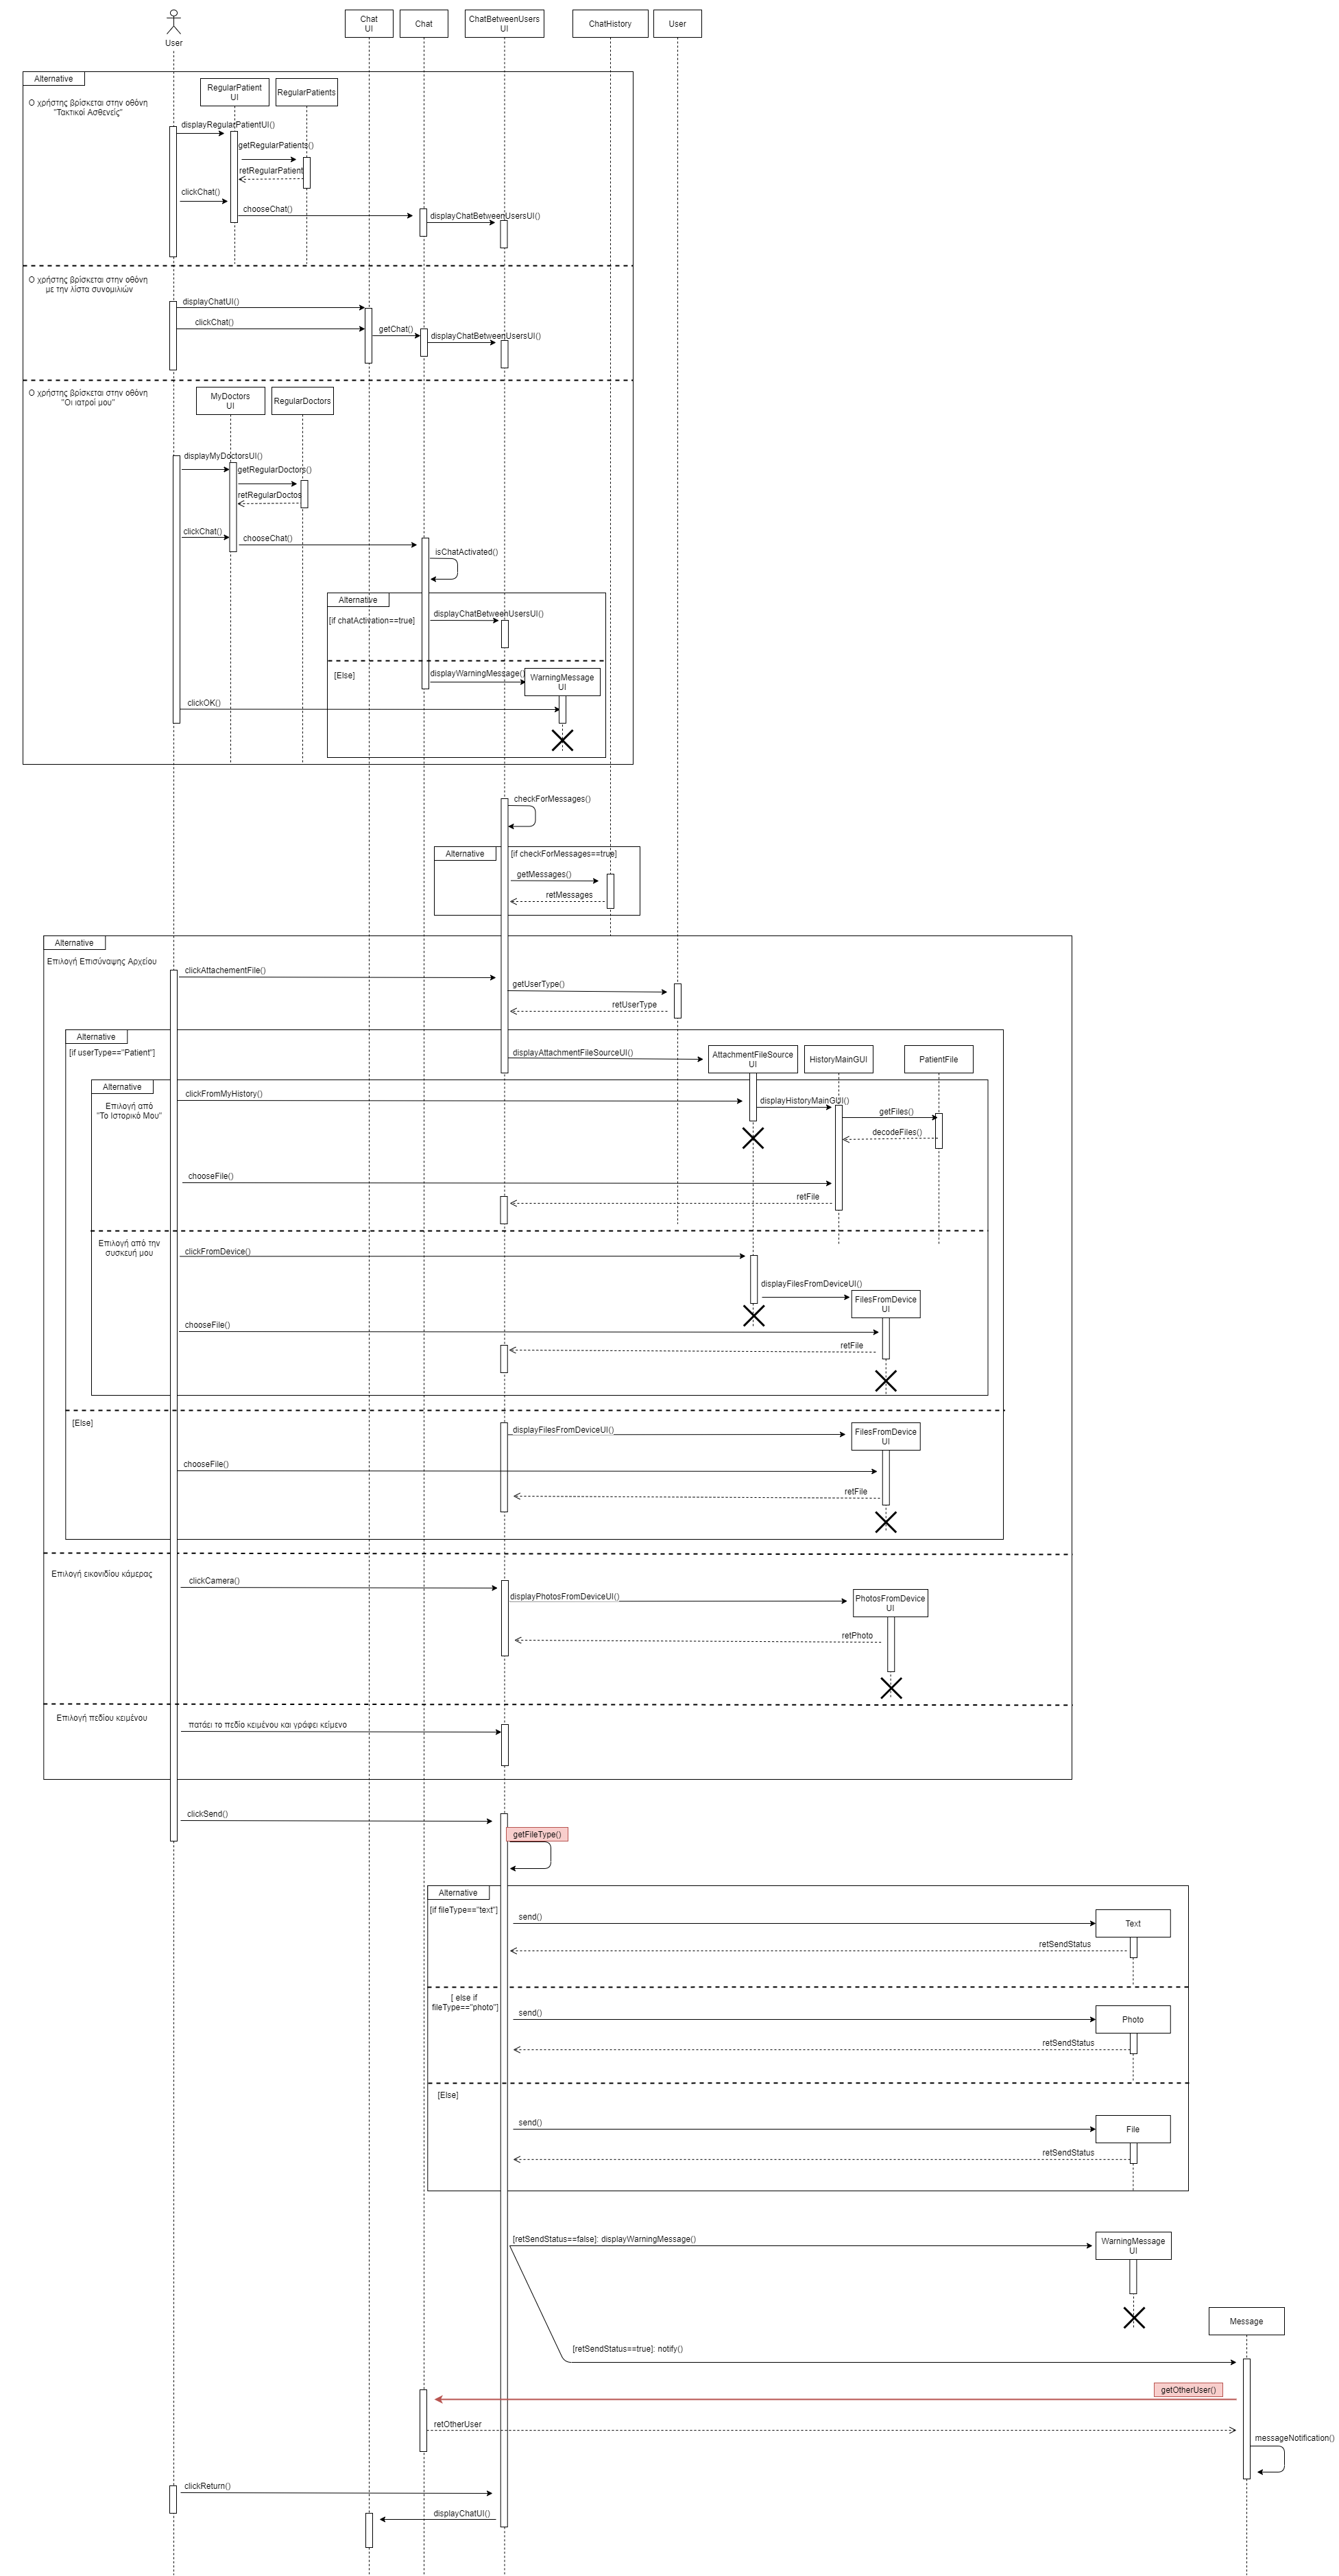 User
Chat
UI
Chat
ChatBetweenUsers
UI
ChatHistory
User
Alternative
Ο χρήστης βρίσκεται στην οθόνη
"Τακτικοί Ασθενείς"
RegularPatient
UI
RegularPatients
displayRegularPatientUI()
getRegularPatients()
retRegularPatient
clickChat()
chooseChat()
displayChatBetweenUsersUI()
Ο χρήστης βρίσκεται στην οθόνη
με την λίστα συνομιλιών
displayChatUI()
clickChat()
getChat()
displayChatBetweenUsersUI()
Ο χρήστης βρίσκεται στην οθόνη
"Οι ιατροί μου"
MyDoctors
UI
RegularDoctors
displayMyDoctorsUI()
getRegularDoctors()
retRegularDoctos
clickChat()
chooseChat()
isChatActivated()
Alternative
[if chatActivation==true]
displayChatBetweenUsersUI()
[Else]
displayWarningMessage()
WarningMessage
UI
clickOK()
checkForMessages()
Alternative
[if checkForMessages==true]
getMessages()
retMessages
Alternative
Επιλογή Επισύναψης Αρχείου
clickAttachementFile()
getUserType()
retUserType
Alternative
[if userType=="Patient"]
displayAttachmentFileSourceUI()
AttachmentFileSource
UI
HistoryMainGUI
PatientFile
Alternative
Επιλογή από
"Το Ιστορικό Μου"
clickFromMyHistory()
displayHistoryMainGUI()
getFiles()
decodeFiles()
chooseFile()
retFile
Επιλογή από την
συσκευή μου
clickFromDevice()
displayFilesFromDeviceUI()
FilesFromDevice
UI
chooseFile()
retFile
[Else]
displayFilesFromDeviceUI()
FilesFromDevice
UI
chooseFile()
retFile
Επιλογή εικονιδίου κάμερας
clickCamera()
displayPhotosFromDeviceUI()
PhotosFromDevice
UI
retPhoto
Επιλογή πεδίου κειμένου
πατάει το πεδίο κειμένου και γράφει κείμενο
clickSend()
getFileType()
Alternative
[if fileType=="text"]
send()
Text
retSendStatus
[ else if
fileType=="photo"]
send()
Photo
retSendStatus
[Else]
send()
File
retSendStatus
[retSendStatus==false]: displayWarningMessage()
WarningMessage
UI
Message
[retSendStatus==true]: notify()
getOtherUser()
retOtherUser
messageNotification()
clickReturn()
displayChatUI()